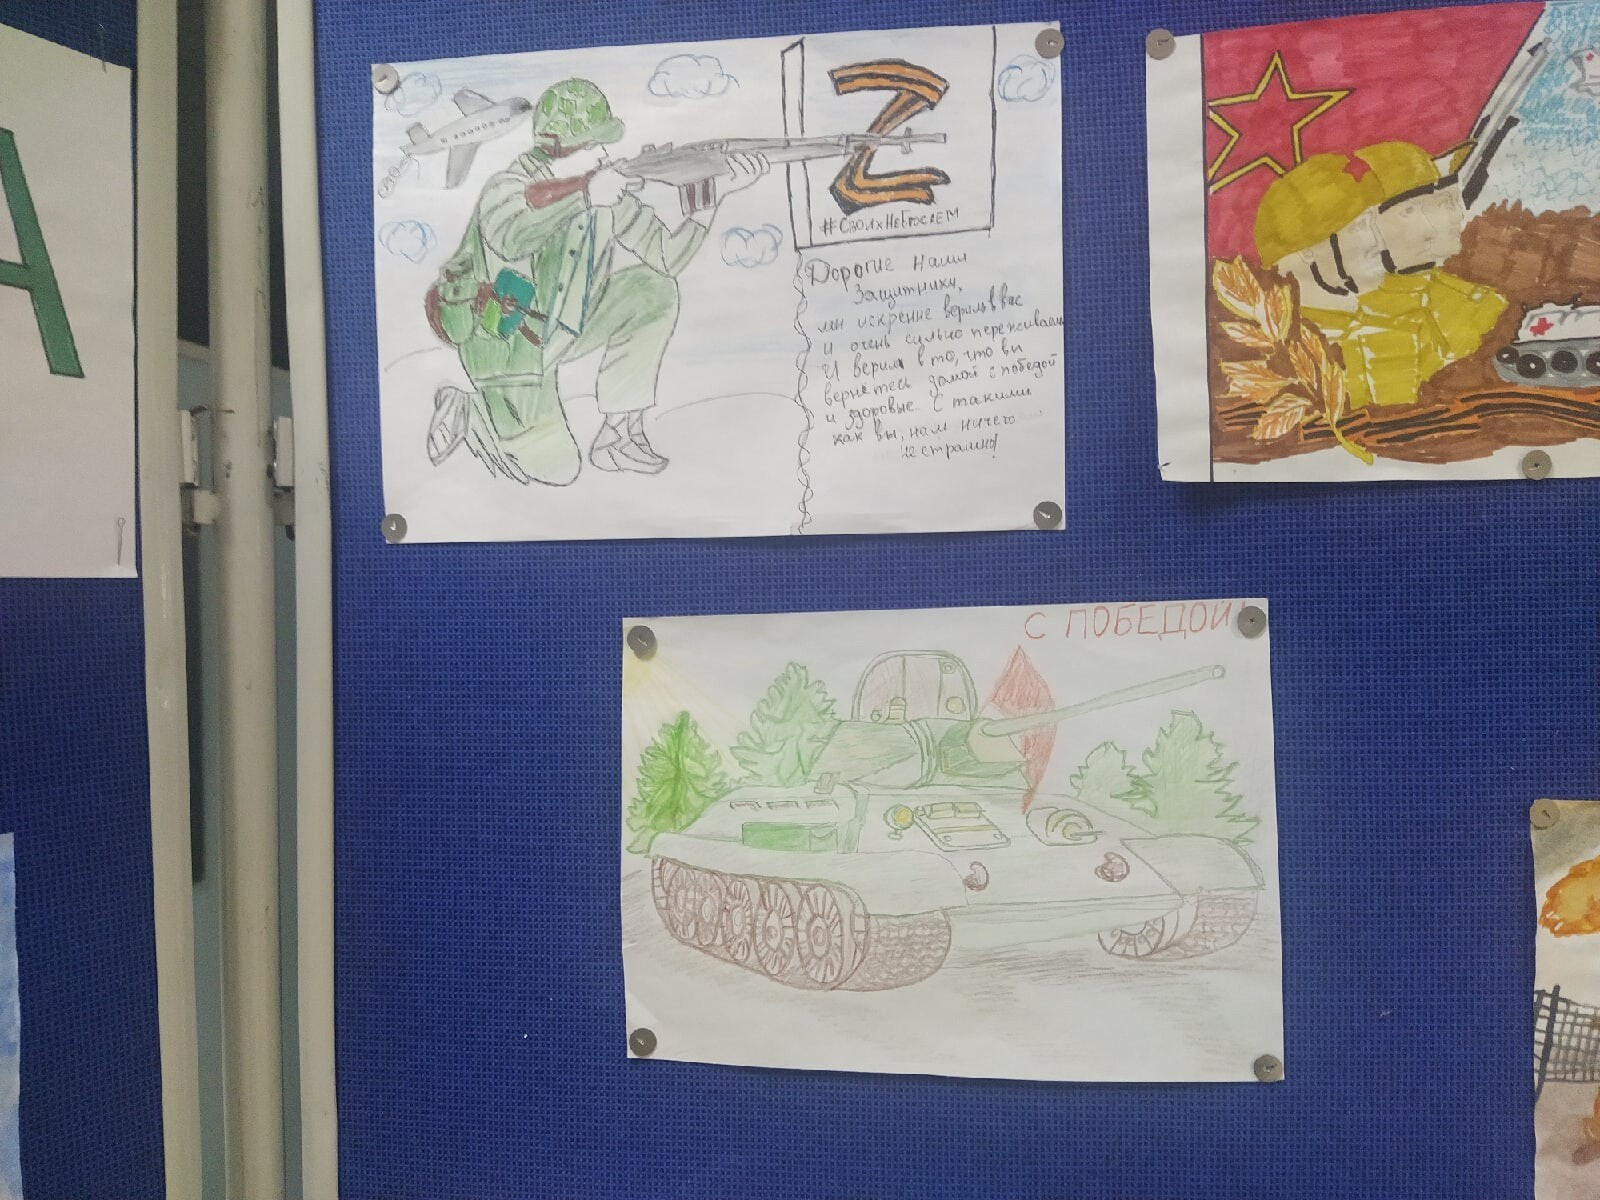 А
Z
#СвоихНеБросаем
Дорогие наши
защитники,
мы искренне верим в вас
и очень сильно переживаем
И верим в то, что вы
вернётесь домой с победой
и здоровые. С такими
как вы, нам ничего
не страшно!
С ПОБЕДОЙ!